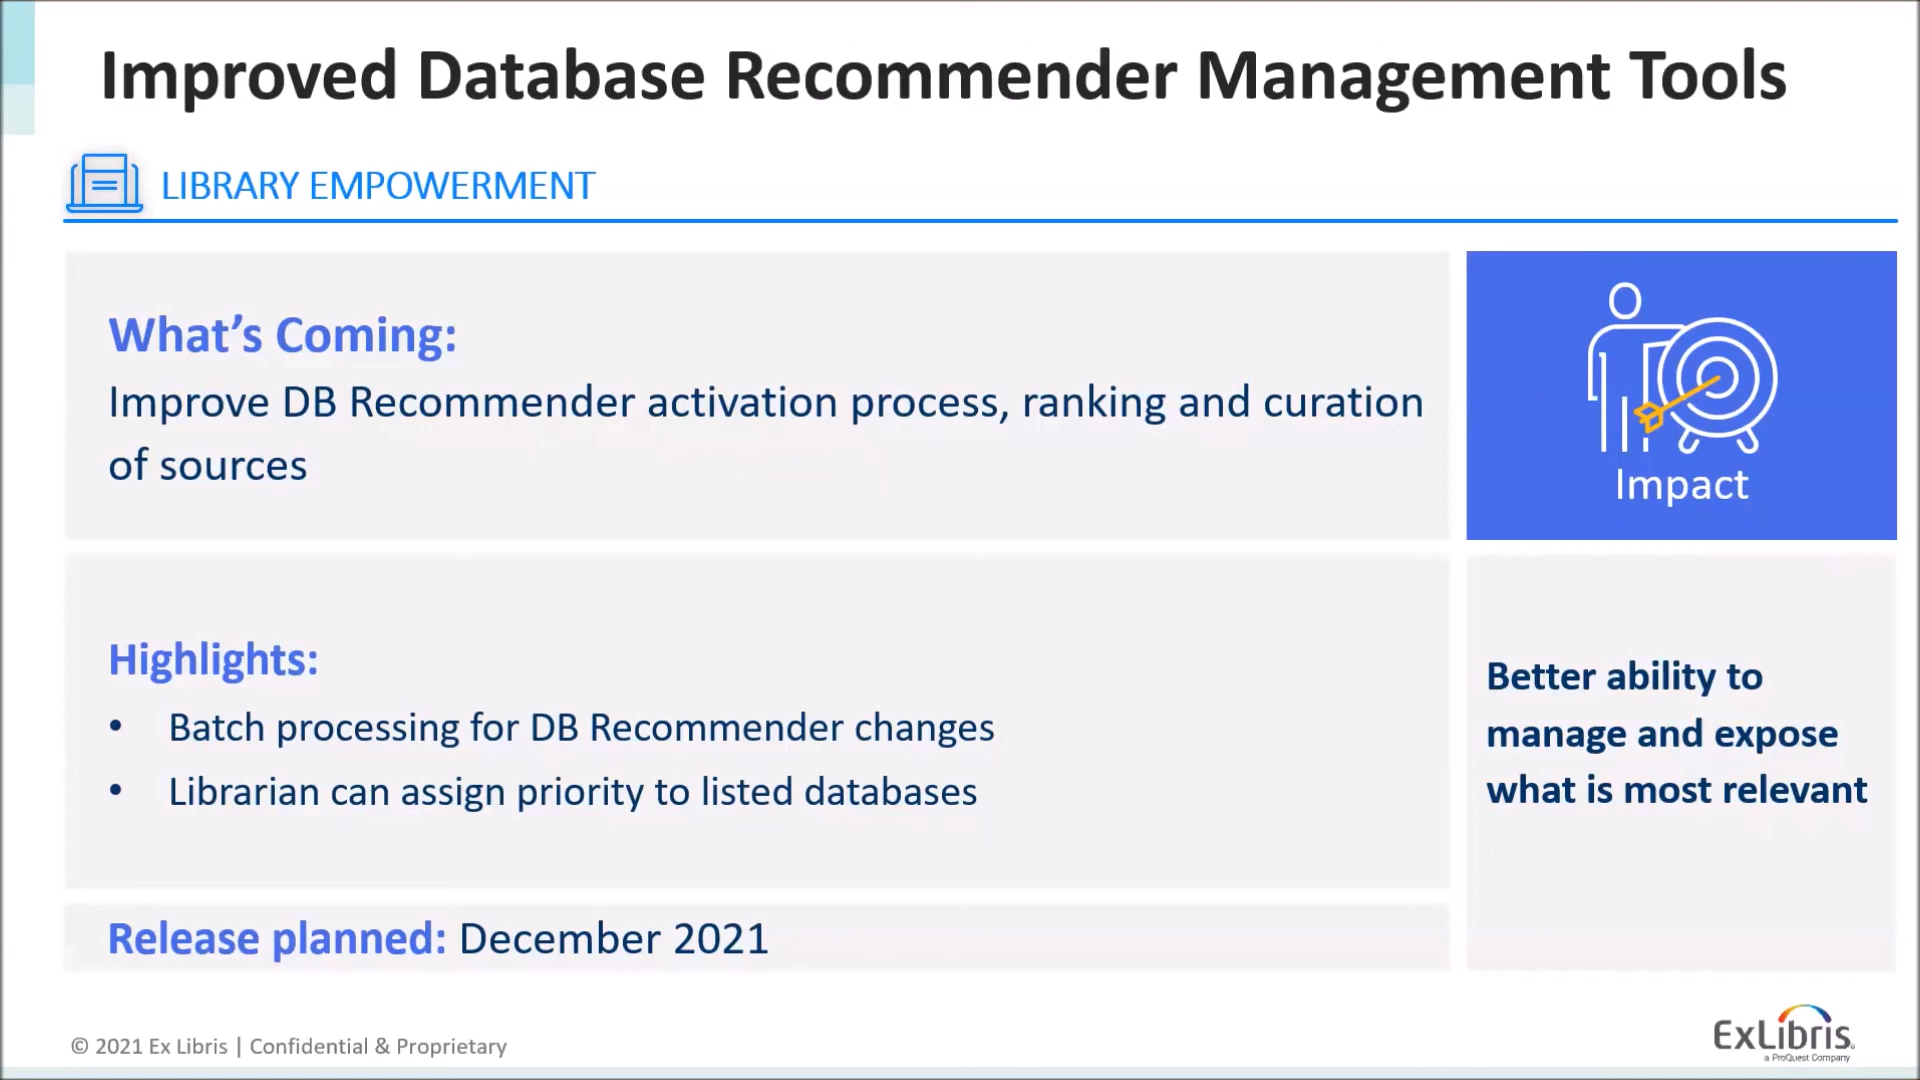 Improved Database Recommender Management Tools
LIBRARY EMPOWERMENT
What’s Coming:
Improve DB Recommender activation process, ranking and curation
of sources
Impact
Highlights:
• Batch processing for DB Recommender changes
• Librarian can assign priority to listed databases
Better ability to
manage and expose
what is most relevant
Release planned: December 2021
© 2021 Ex Libris | Confidential & Proprietary
ExLibris
a ProQuest Company